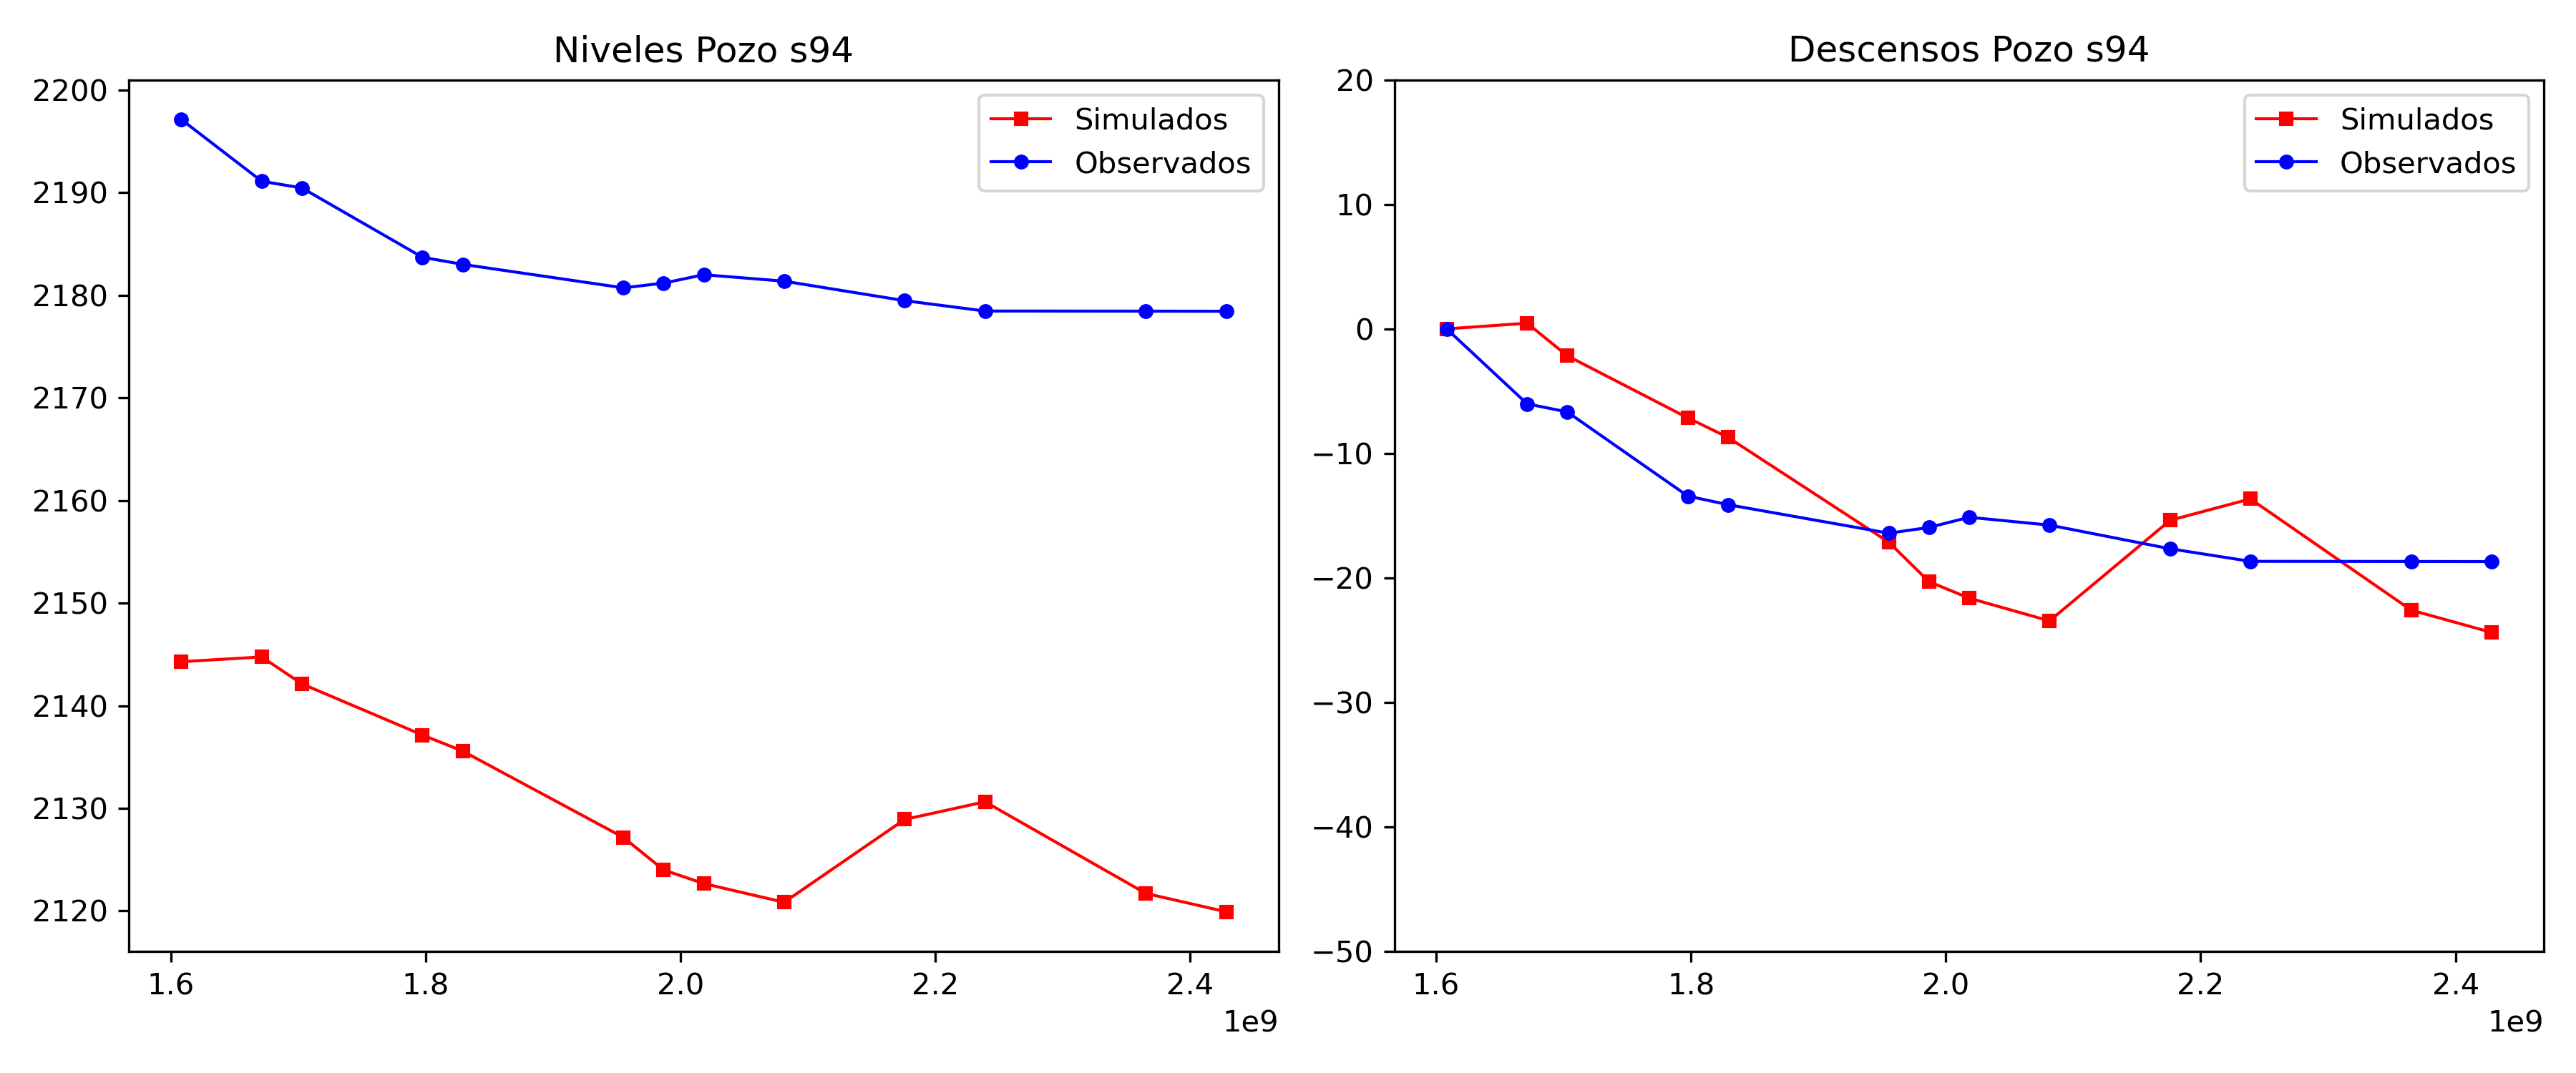 Niveles Pozo s94
2200
2190
2180
2170
2160
2150
2140
2130
2120
1.6 1.8 2.0 2.2 2.4
1e9
Simulados
Observados
Descensos Pozo s94
20
10
0
−10
−20
−30
−40
−50
1.6 1.8 2.0 2.2 2.4
1e9
Simulados
Observados